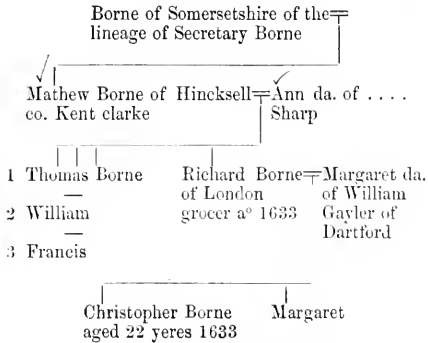 Borne of Somersetshire of the
lineage of Secretary Borne
Mathew Borne of Hincksell Ann da. of . . . .
co. Kent clarke Sharp
1 Thomas Borne Richard Borne Margaret da.
of London of William
2 William grocer aº 1633 Gayler of
Dartford
3 Francis
Christopher Borne Margaret
aged 22 yeres 1633